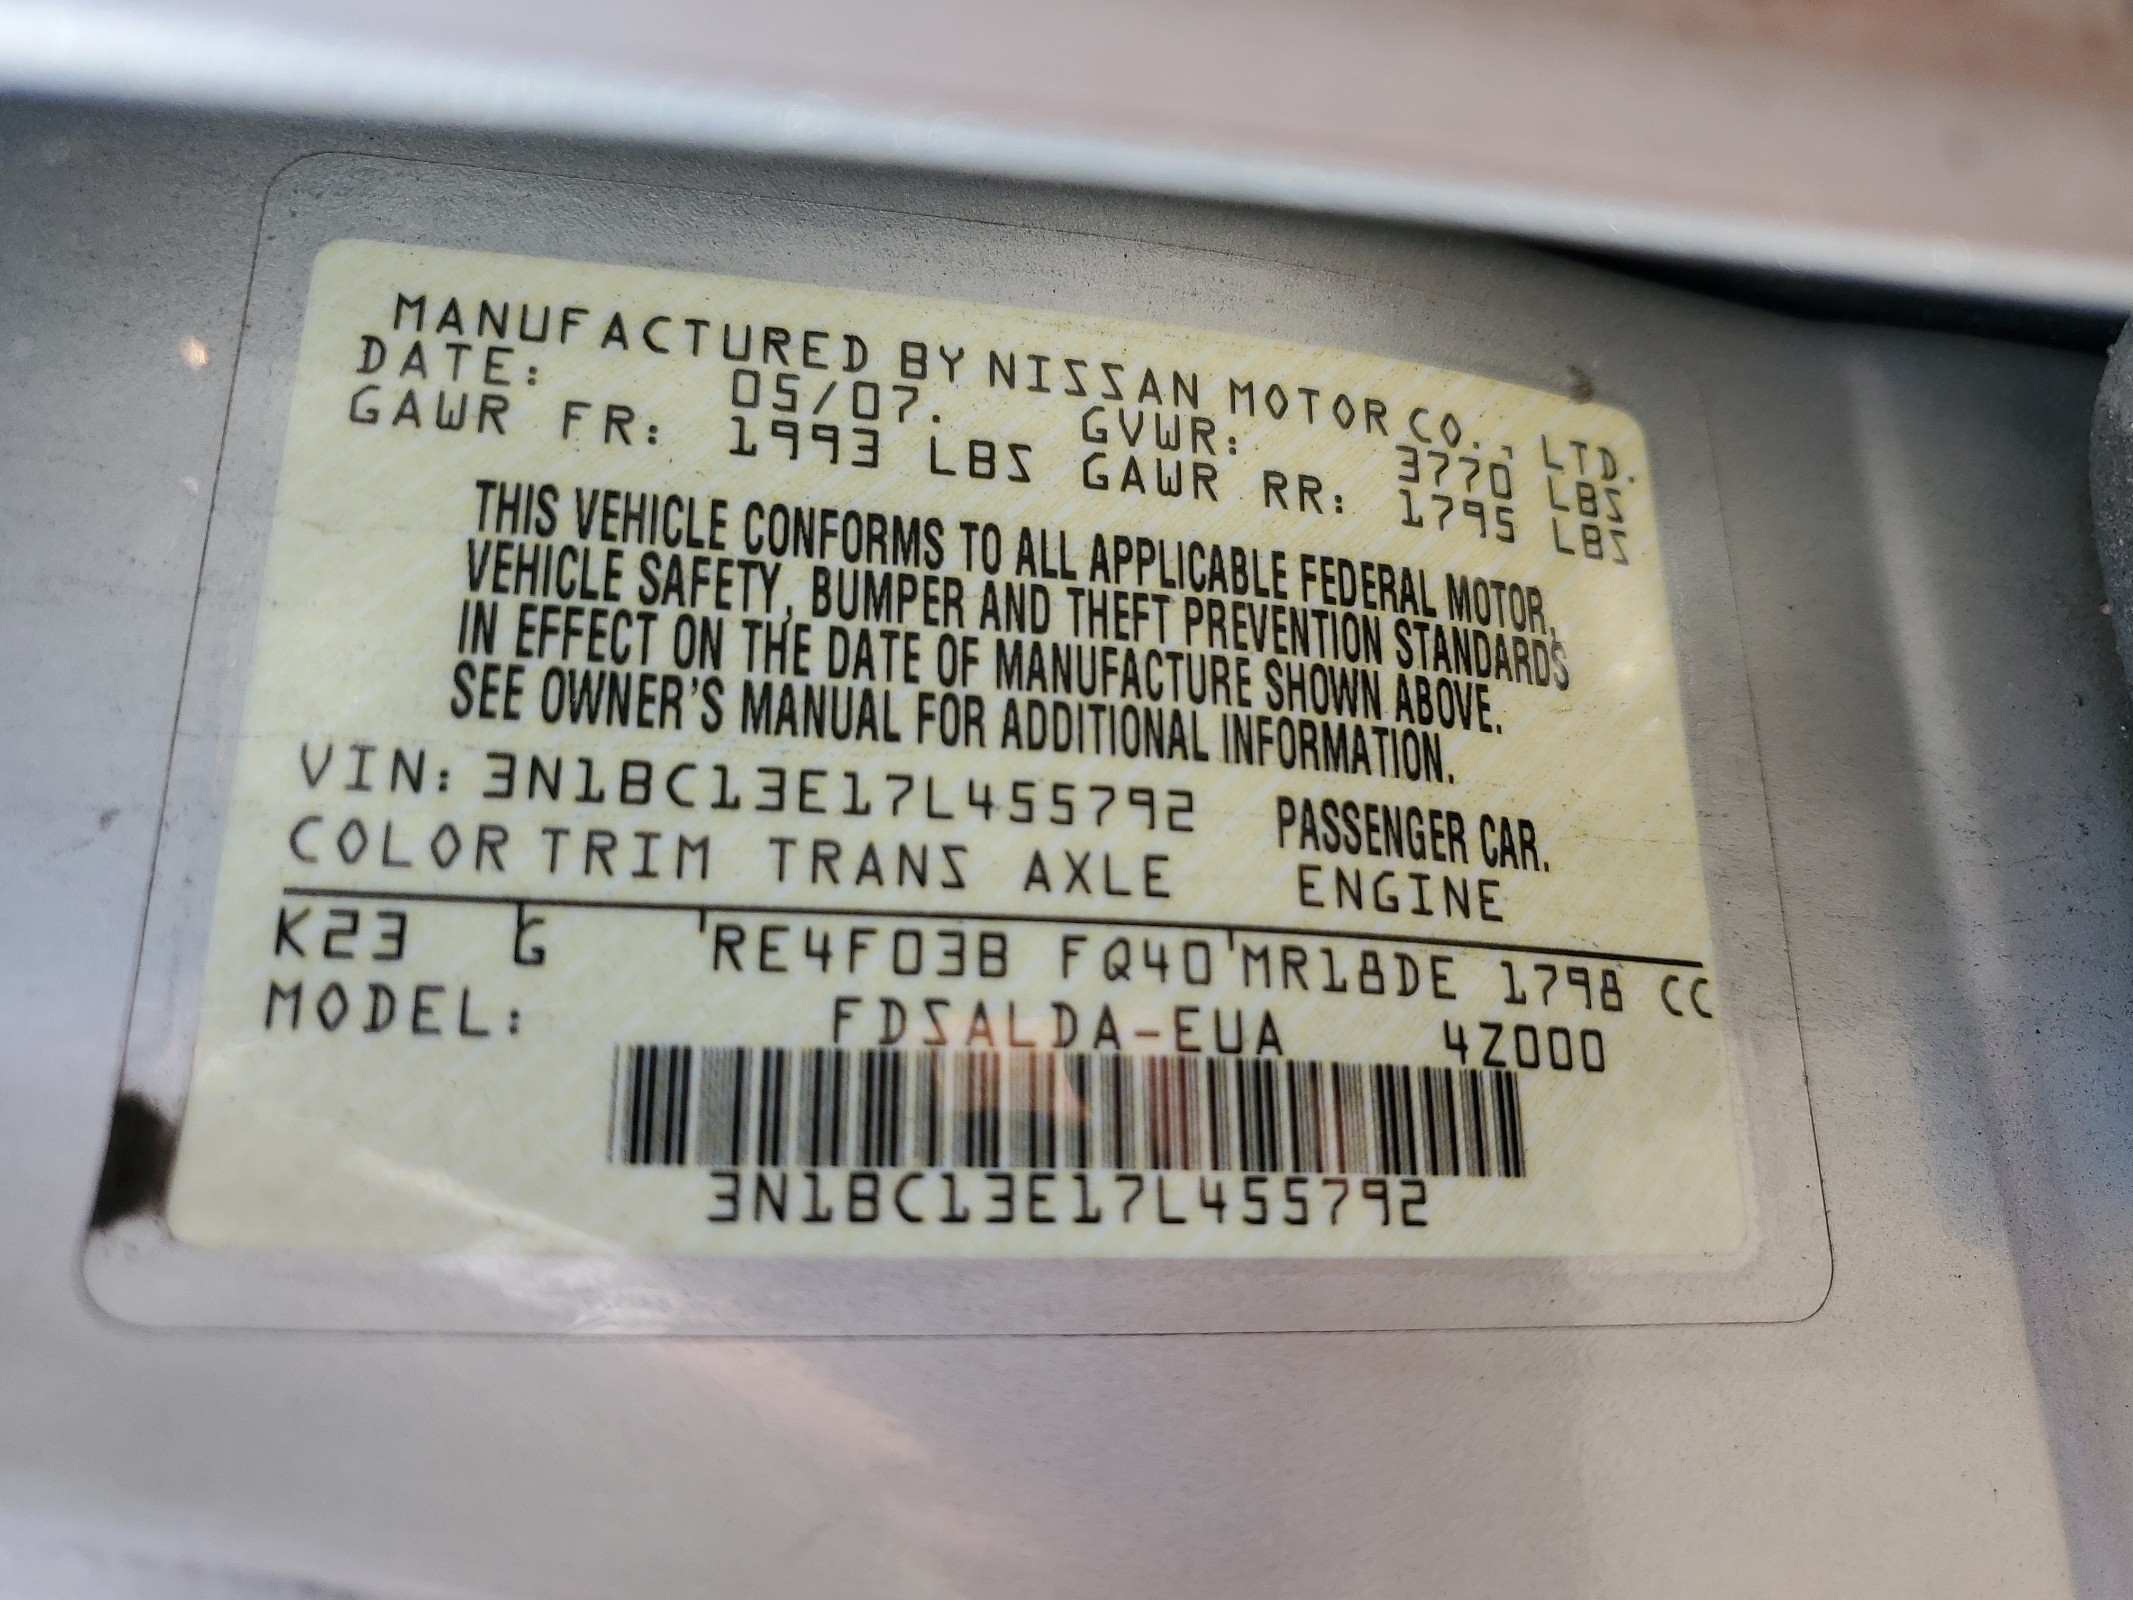 MANUFACTURED BY NISSAN MOTOR CO., LTD.
DATE: 05/07. GVWR: 3770 LBS
GAWR FR: 1993 LBS GAWR RR: 1795 LBS
THIS VEHICLE CONFORMS TO ALL APPLICABLE FEDERAL MOTOR,
VEHICLE SAFETY, BUMPER AND THEFT PREVENTION STANDARDS
IN EFFECT ON THE DATE OF MANUFACTURE SHOWN ABOVE.
SEE OWNER'S MANUAL FOR ADDITIONAL INFORMATION.
VIN: 3N1BC13E17L455792 PASSENGER CAR.
COLOR TRIM TRANS AXLE ENGINE
K23 G RE4F03B FQ40 MR18DE 1798 CC
MODEL: FDSALDA-EUA 4Z000
3N1BC13E17L455792